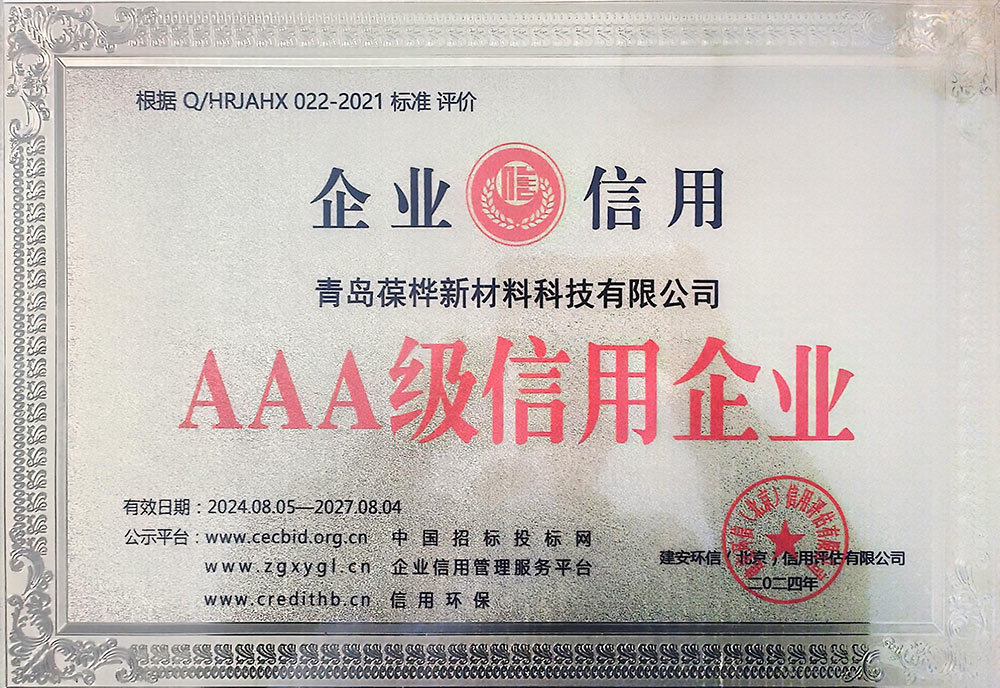 根据 Q/HRJAHX 022-2021 标准 评价
企业 信 信用
青岛葆桦新材料科技有限公司
AAA级信用企业
有效日期：2024.08.05—2027.08.04
公示平台：www.cecbid.org.cn 中国招标投标网
www.zgxygl.cn 企业信用管理服务平台
www.credithb.cn 信用环保
建安环信（北京）信用评估有限公司
二〇二四年